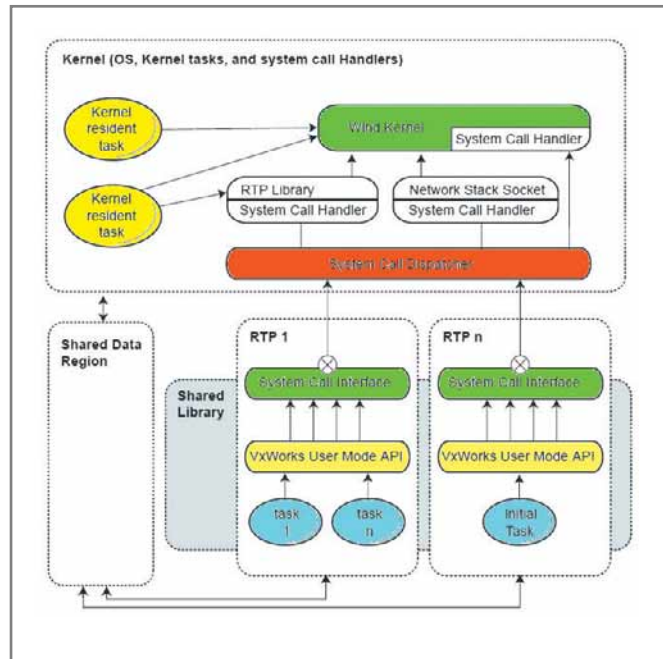 Kernel (OS, Kernel tasks, and system call Handlers)
Kernel
resident
task
Wind Kernel
System Call Handler
Kernel
resident
task
RTP Library
System Call Handler
Network Stack Socket
System Call Handler
System Call Dispatcher
Shared Data
Region
RTP 1
RTP n
System Call Interface
System Call Interface
Shared
Library
VxWorks User Mode API
VxWorks User Mode API
task
1
task
n
Initial
Task